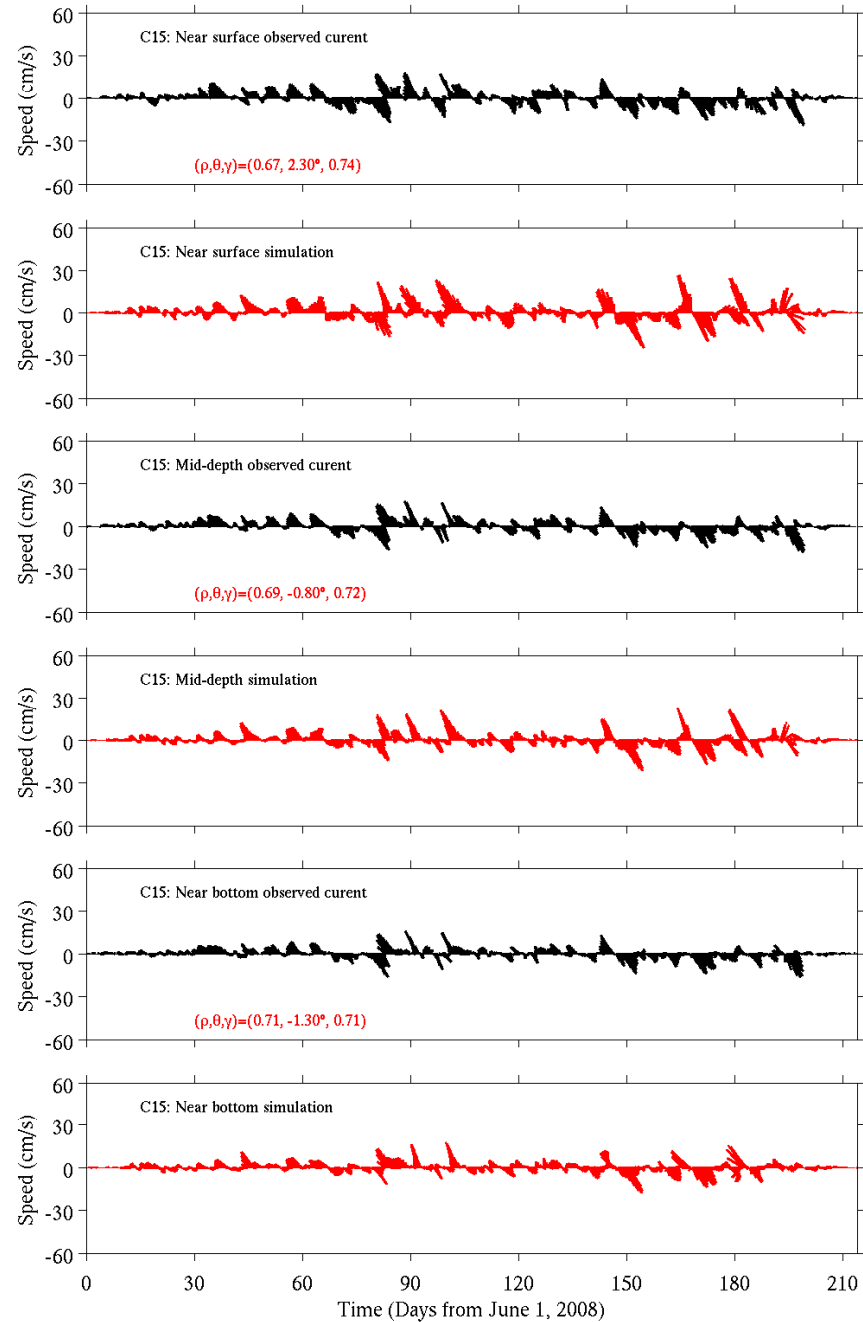 60
30
0
-30
-60
Speed (cm/s)
C15: Near surface observed curent
(ρ,θ,γ)=(0.67, 2.30°, 0.74)
60
30
0
-30
-60
Speed (cm/s)
C15: Near surface simulation
60
30
0
-30
-60
Speed (cm/s)
C15: Mid-depth observed curent
(ρ,θ,γ)=(0.69, -0.80°, 0.72)
60
30
0
-30
-60
Speed (cm/s)
C15: Mid-depth simulation
60
30
0
-30
-60
Speed (cm/s)
C15: Near bottom observed curent
(ρ,θ,γ)=(0.71, -1.30°, 0.71)
60
30
0
-30
-60
Speed (cm/s)
C15: Near bottom simulation
0 30 60 90 120 150 180 210
Time (Days from June 1, 2008)